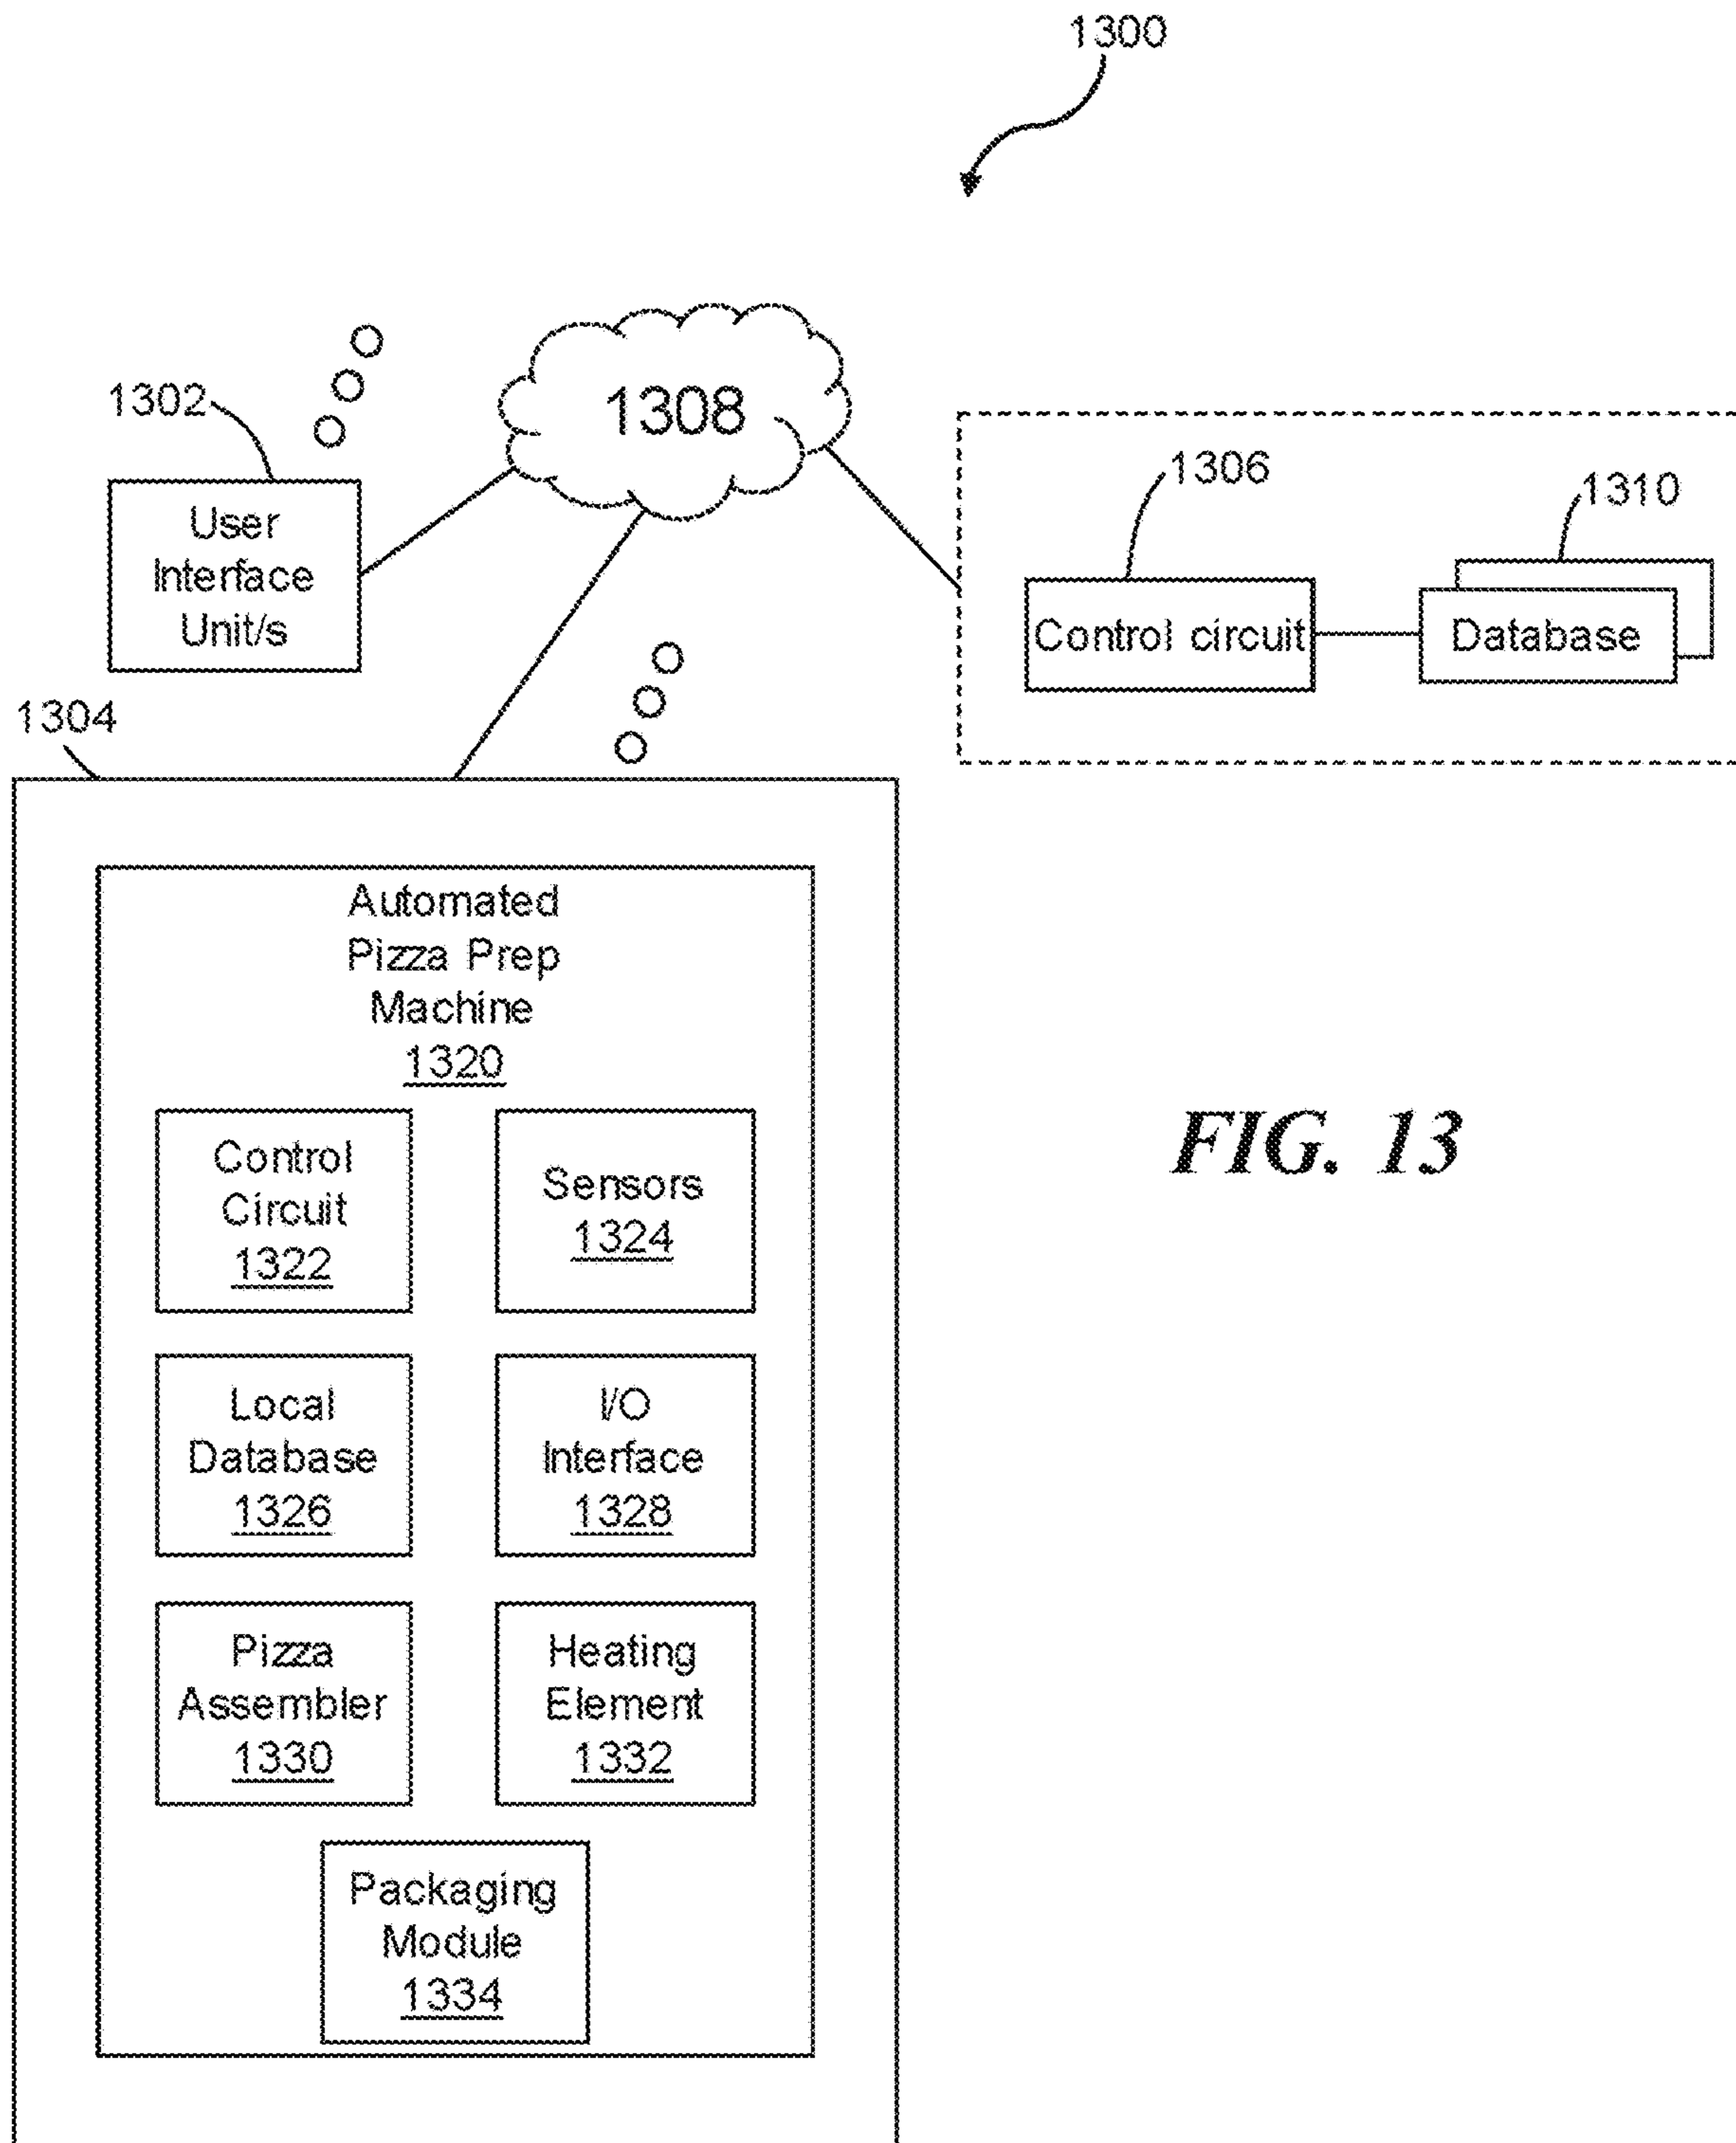 1300
1302
1308
1306
1310
User
Interface
Unit/s
Control circuit
Database
1304
Automated
Pizza Prep
Machine
1320
Control
Circuit
1322
Sensors
1324
Local
Database
1326
I/O
Interface
1328
Pizza
Assembler
1330
Heating
Element
1332
Packaging
Module
1334
FIG. 13